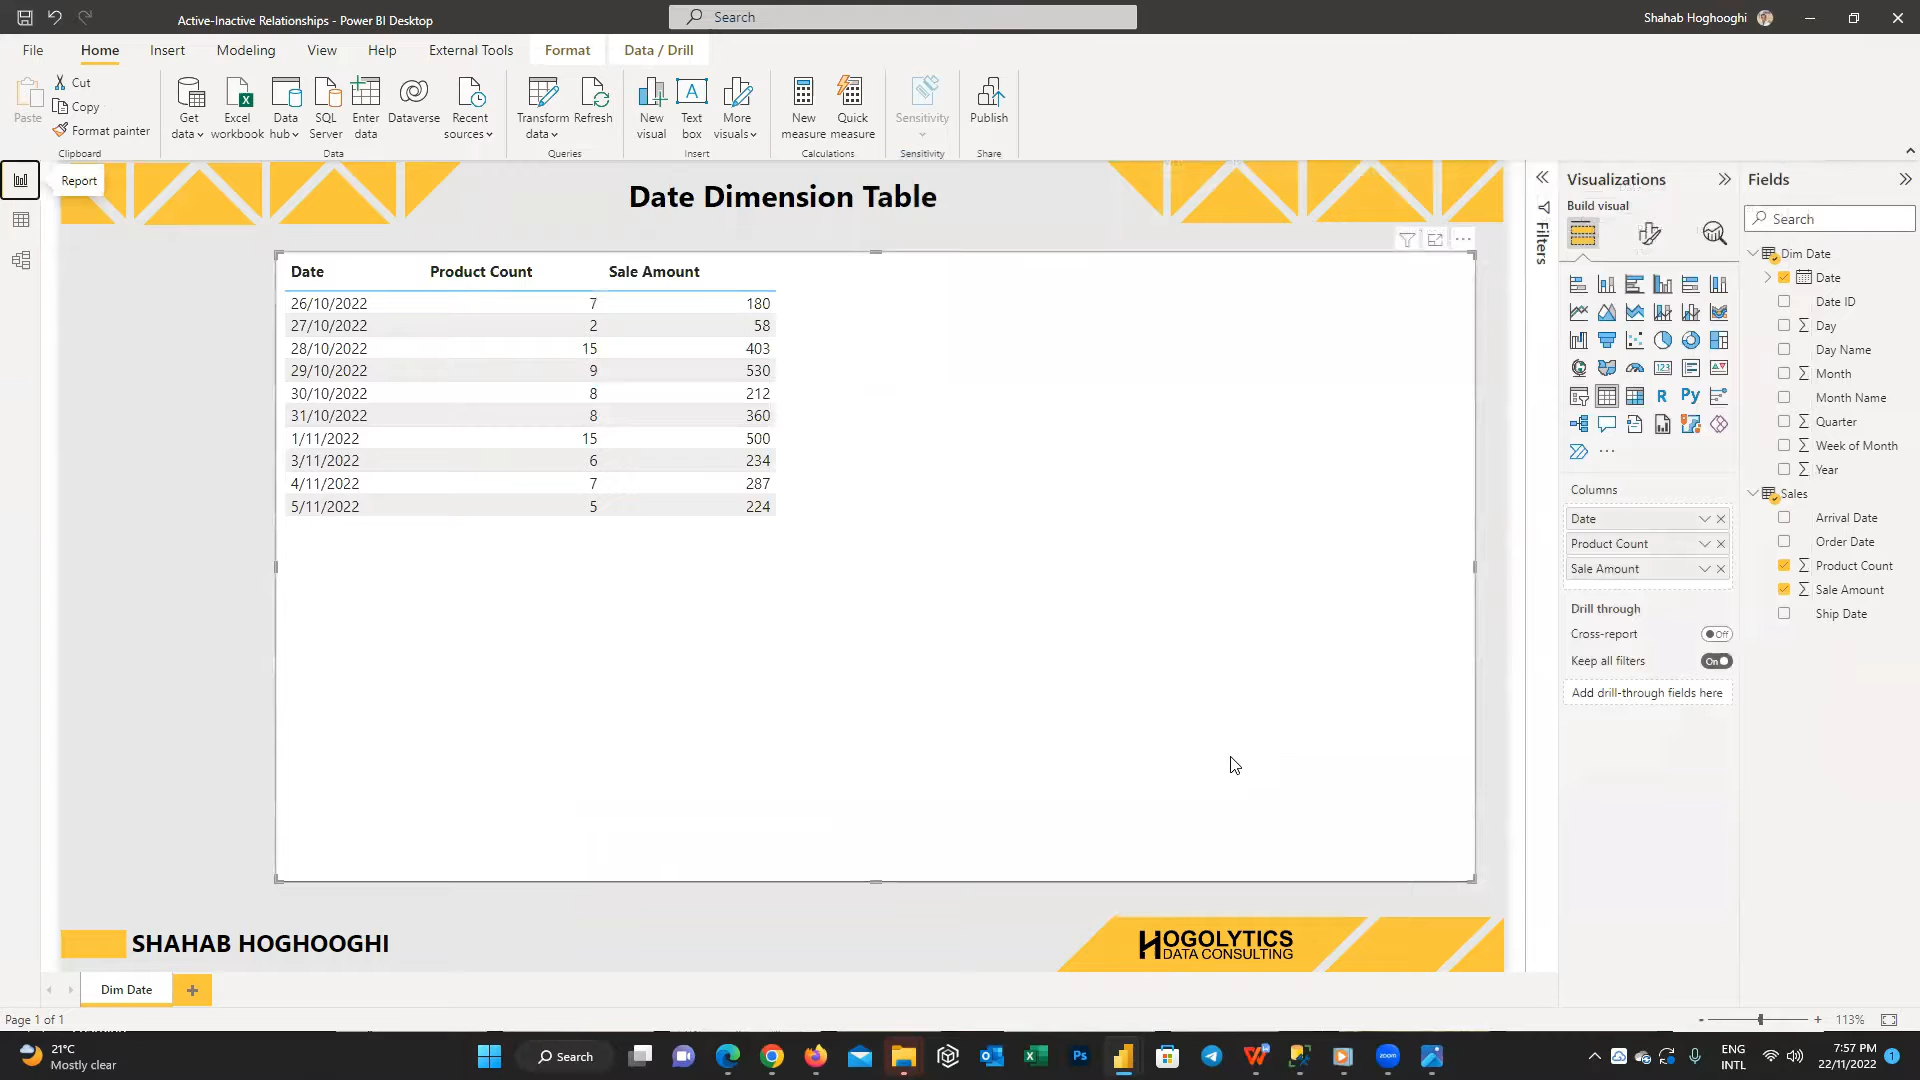 Active-Inactive Relationships - Power BI Desktop
Search
Shahab Hoghooghi
File Home Insert Modeling View Help External Tools Format Data / Drill
Paste
Cut
Copy
Format painter
Clipboard
Get data
Excel workbook
Data hub
SQL Server
Enter data
Dataverse
Recent sources
Data
Transform data
Refresh
Queries
New visual
Text box
More visuals
Insert
New measure
Quick measure
Calculations
Sensitivity
Sensitivity
Publish
Share
Report
Date Dimension Table
Date Product Count Sale Amount
26/10/2022 7 180
27/10/2022 2 58
28/10/2022 15 403
29/10/2022 9 530
30/10/2022 8 212
31/10/2022 8 360
1/11/2022 15 500
3/11/2022 6 234
4/11/2022 7 287
5/11/2022 5 224
SHAHAB HOGHOOGHI
HOGOLYTICS
DATA CONSULTING
Filters
Visualizations
Build visual
123
R
Py
Columns
Date
Product Count
Sale Amount
Drill through
Cross-report Off
Keep all filters On
Add drill-through fields here
Fields
Search
Dim Date
Date
Date ID
Day
Day Name
Month
Month Name
Quarter
Week of Month
Year
Sales
Arrival Date
Order Date
Product Count
Sale Amount
Ship Date
Dim Date
Page 1 of 1
113%
21°C
Mostly clear
Search
Ps
zoom
ENG
INTL
7:57 PM
22/11/2022
1